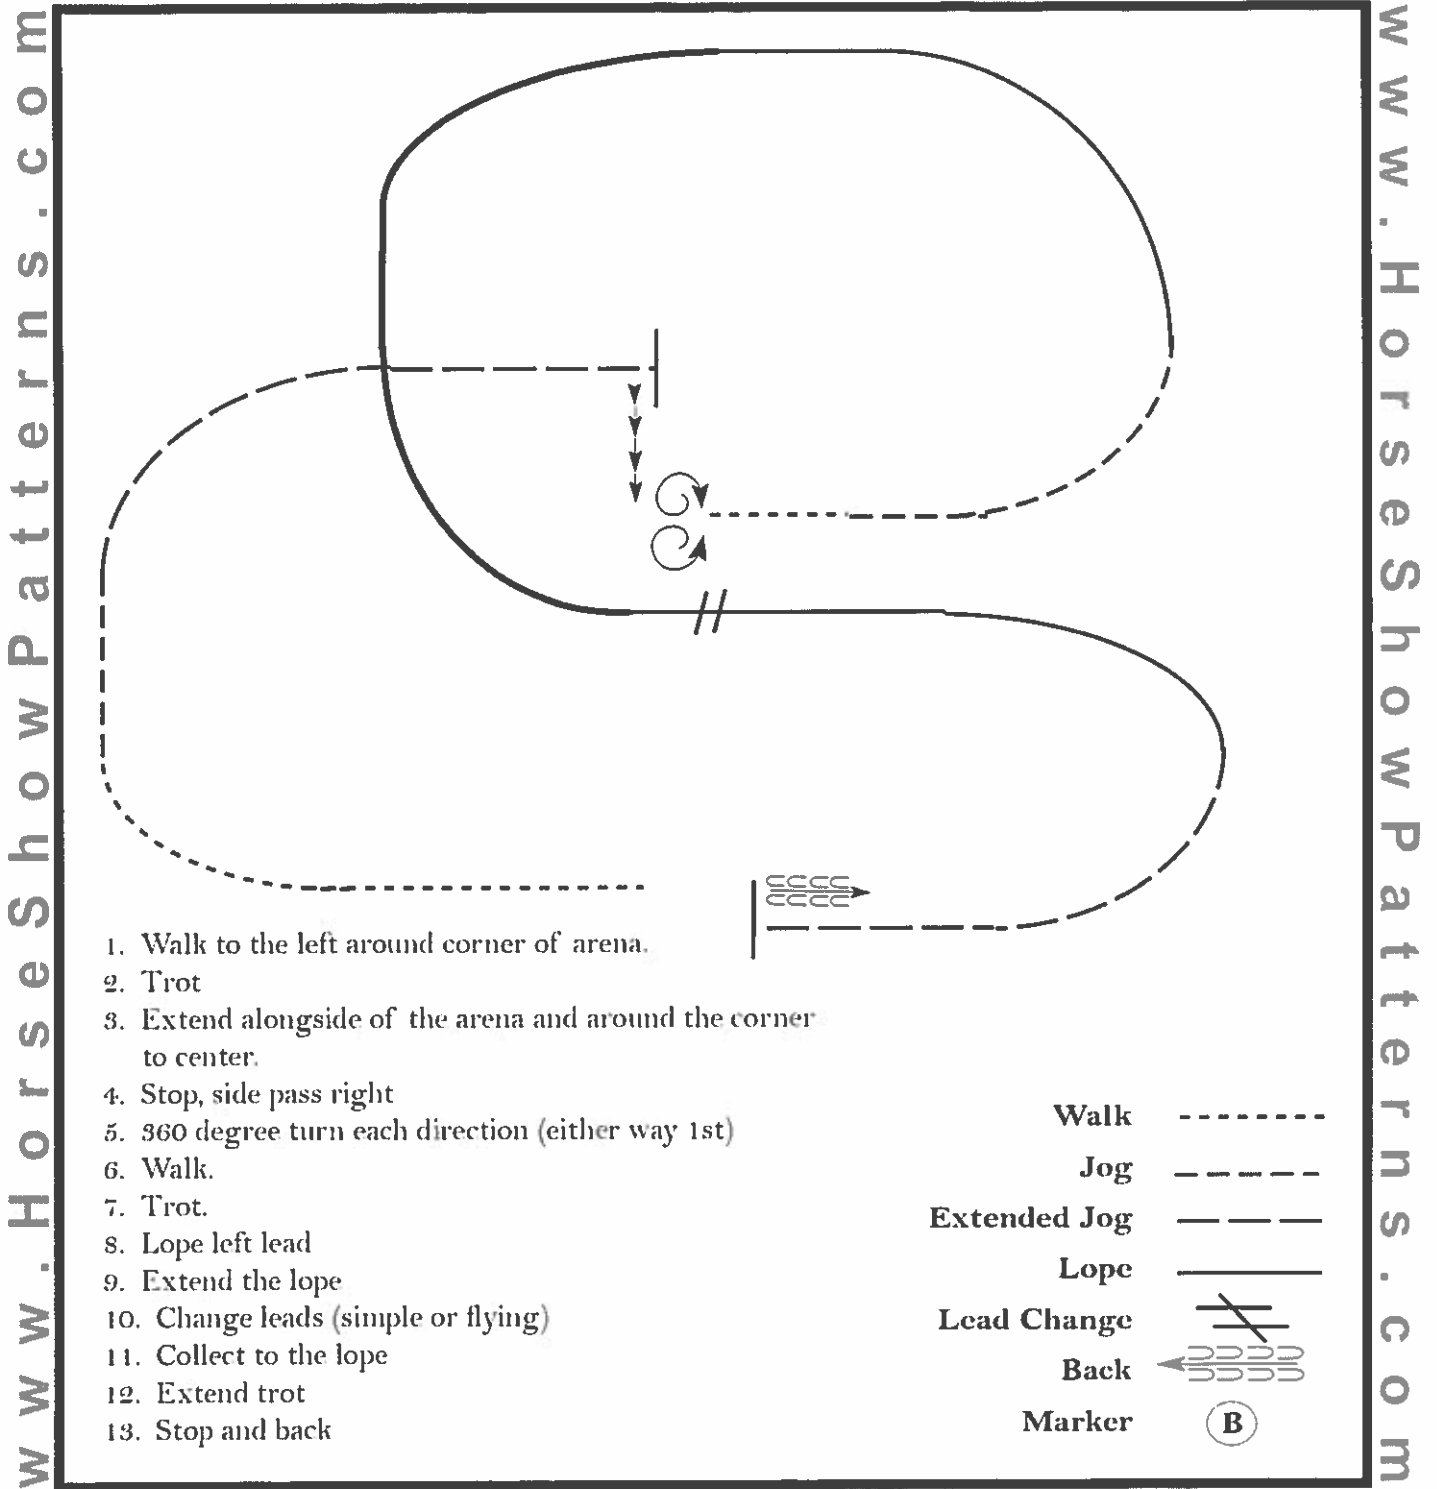 www.HorseShowPatterns.com
www.HorseShowPatterns.com
1. Walk to the left around corner of arena.
2. Trot
3. Extend alongside of the arena and around the corner
to center.
4. Stop, side pass right
5. 360 degree turn each direction (either way 1st)
6. Walk.
7. Trot.
8. Lope left lead
9. Extend the lope
10. Change leads (simple or flying)
11. Collect to the lope
12. Extend trot
13. Stop and back
Walk
Jog
Extended Jog
Lope
Lead Change
Back
Marker B